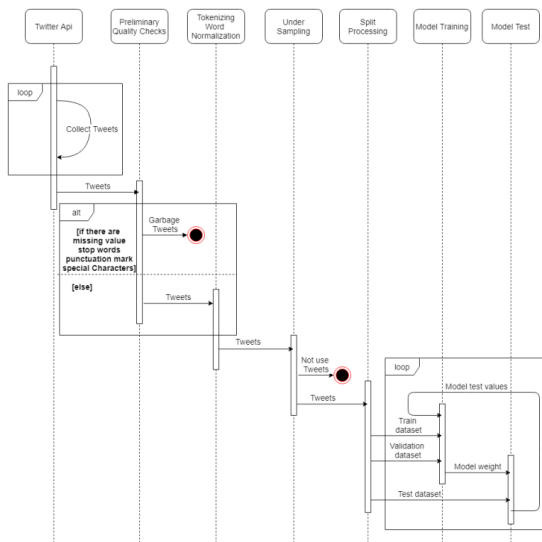 Twitter Api
Preliminary
Quality Checks
Tokenizing
Word
Normalization
Under
Sampling
Split
Processing
Model Training
Model Test
loop
Collect Tweets
Tweets
alt
[if there are
missing value
stop words
punctuation mark
special Characters]
Garbage
Tweets
[else]
Tweets
Tweets
Not use
Tweets
Tweets
loop
Model test values
Train
dataset
Validation
dataset
Model weight
Test dataset